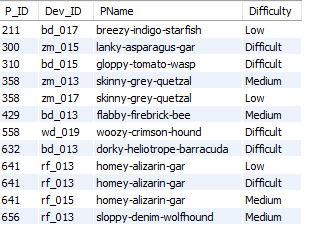 P_ID Dev_ID PName Difficulty
211 bd_017 breezy-indigo-starfish Low
300 zm_015 lanky-asparagus-gar Difficult
310 bd_015 gloppy-tomato-wasp Difficult
358 zm_013 skinny-grey-quetzal Medium
358 zm_017 skinny-grey-quetzal Low
429 bd_013 flabby-firebrick-bee Medium
558 wd_019 woozy-crimson-hound Difficult
632 bd_013 dorky-heliotrope-barracuda Difficult
641 rf_013 homey-alizarin-gar Low
641 rf_013 homey-alizarin-gar Difficult
641 rf_015 homey-alizarin-gar Medium
656 rf_013 sloppy-denim-wolfhound Medium